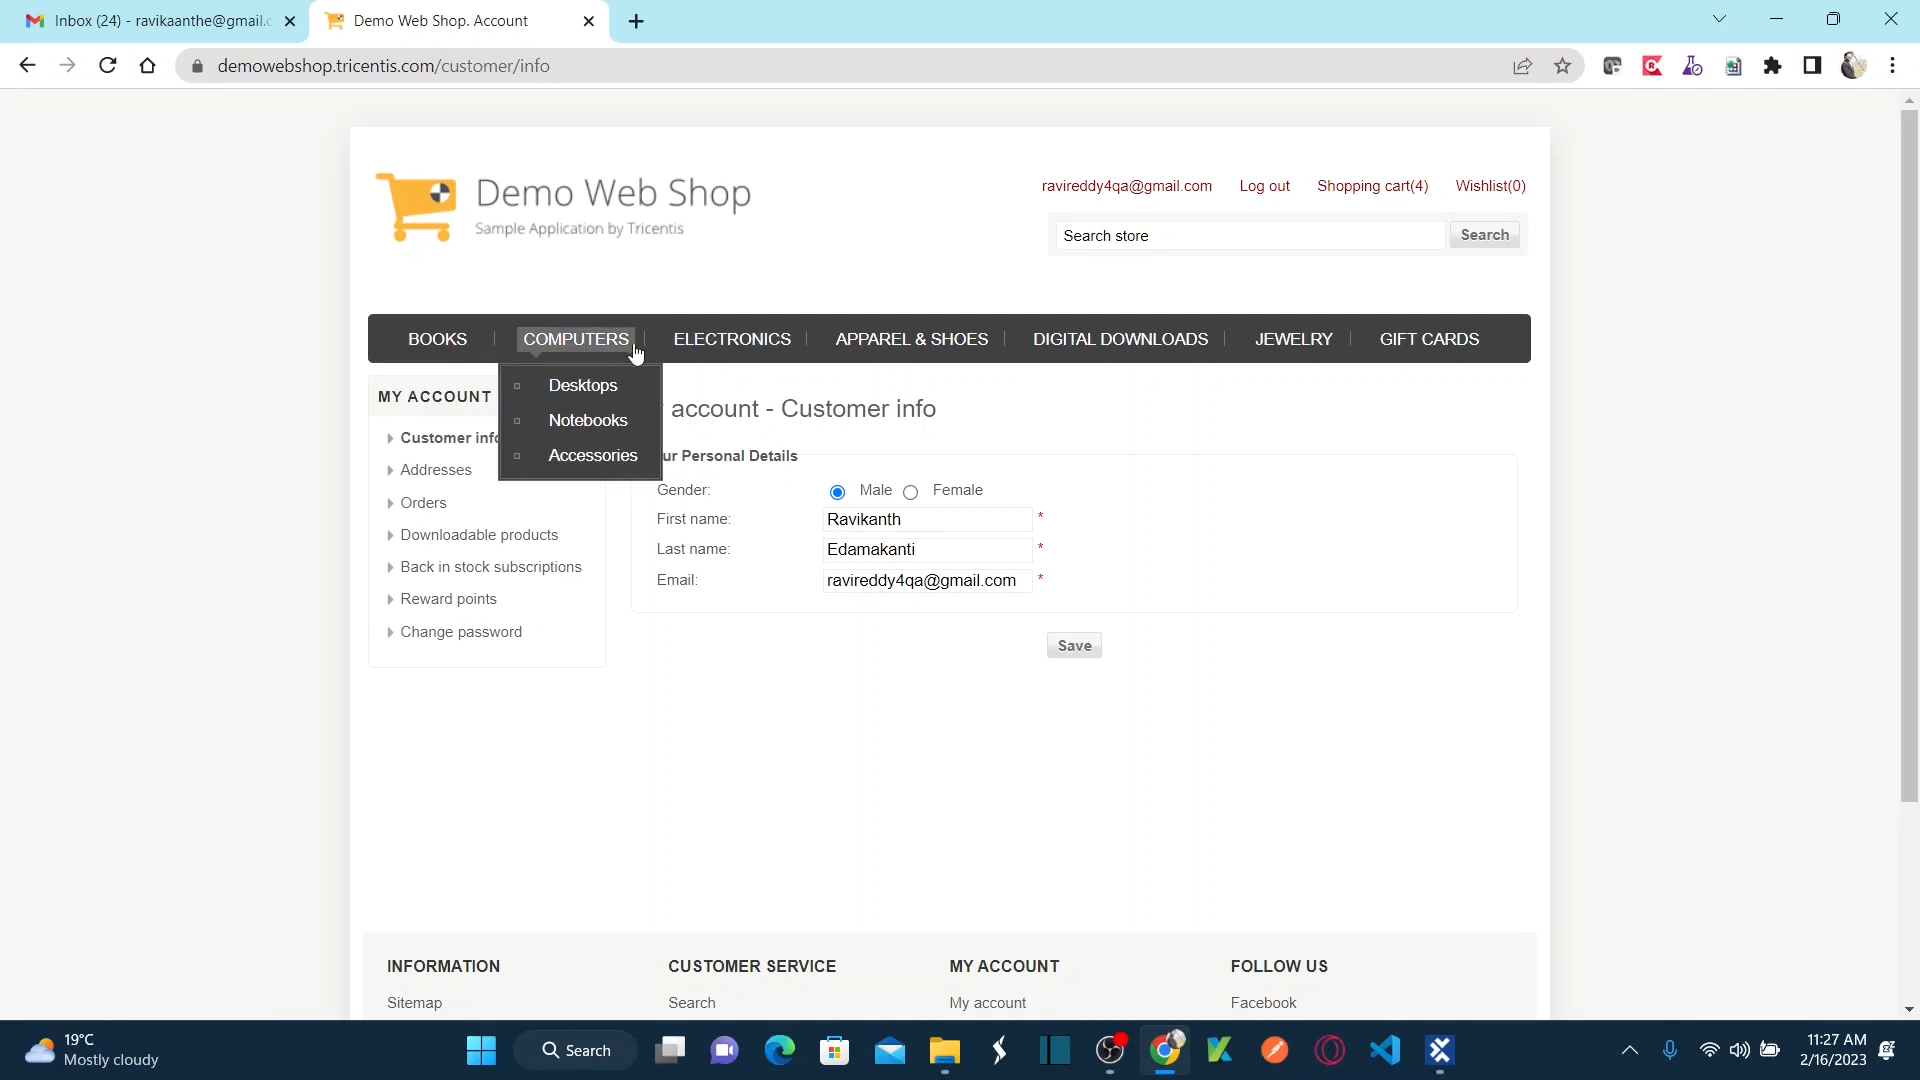 Inbox (24) - ravikaanthe@gmail.c
Demo Web Shop. Account
demowebshop.tricentis.com/customer/info
Demo Web Shop
Sample Application by Tricentis
ravireddy4qa@gmail.com Log out Shopping cart(4) Wishlist(0)
Search store Search
BOOKS COMPUTERS ELECTRONICS APPAREL & SHOES DIGITAL DOWNLOADS JEWELRY GIFT CARDS
Desktops
Notebooks
Accessories
MY ACCOUNT
Customer info
Addresses
Orders
Downloadable products
Back in stock subscriptions
Reward points
Change password
account - Customer info
ur Personal Details
Gender: Male Female
First name: Ravikanth *
Last name: Edamakanti *
Email: ravireddy4qa@gmail.com *
Save
INFORMATION
Sitemap
CUSTOMER SERVICE
Search
MY ACCOUNT
My account
FOLLOW US
Facebook
19°C
Mostly cloudy
Search
11:27 AM
2/16/2023